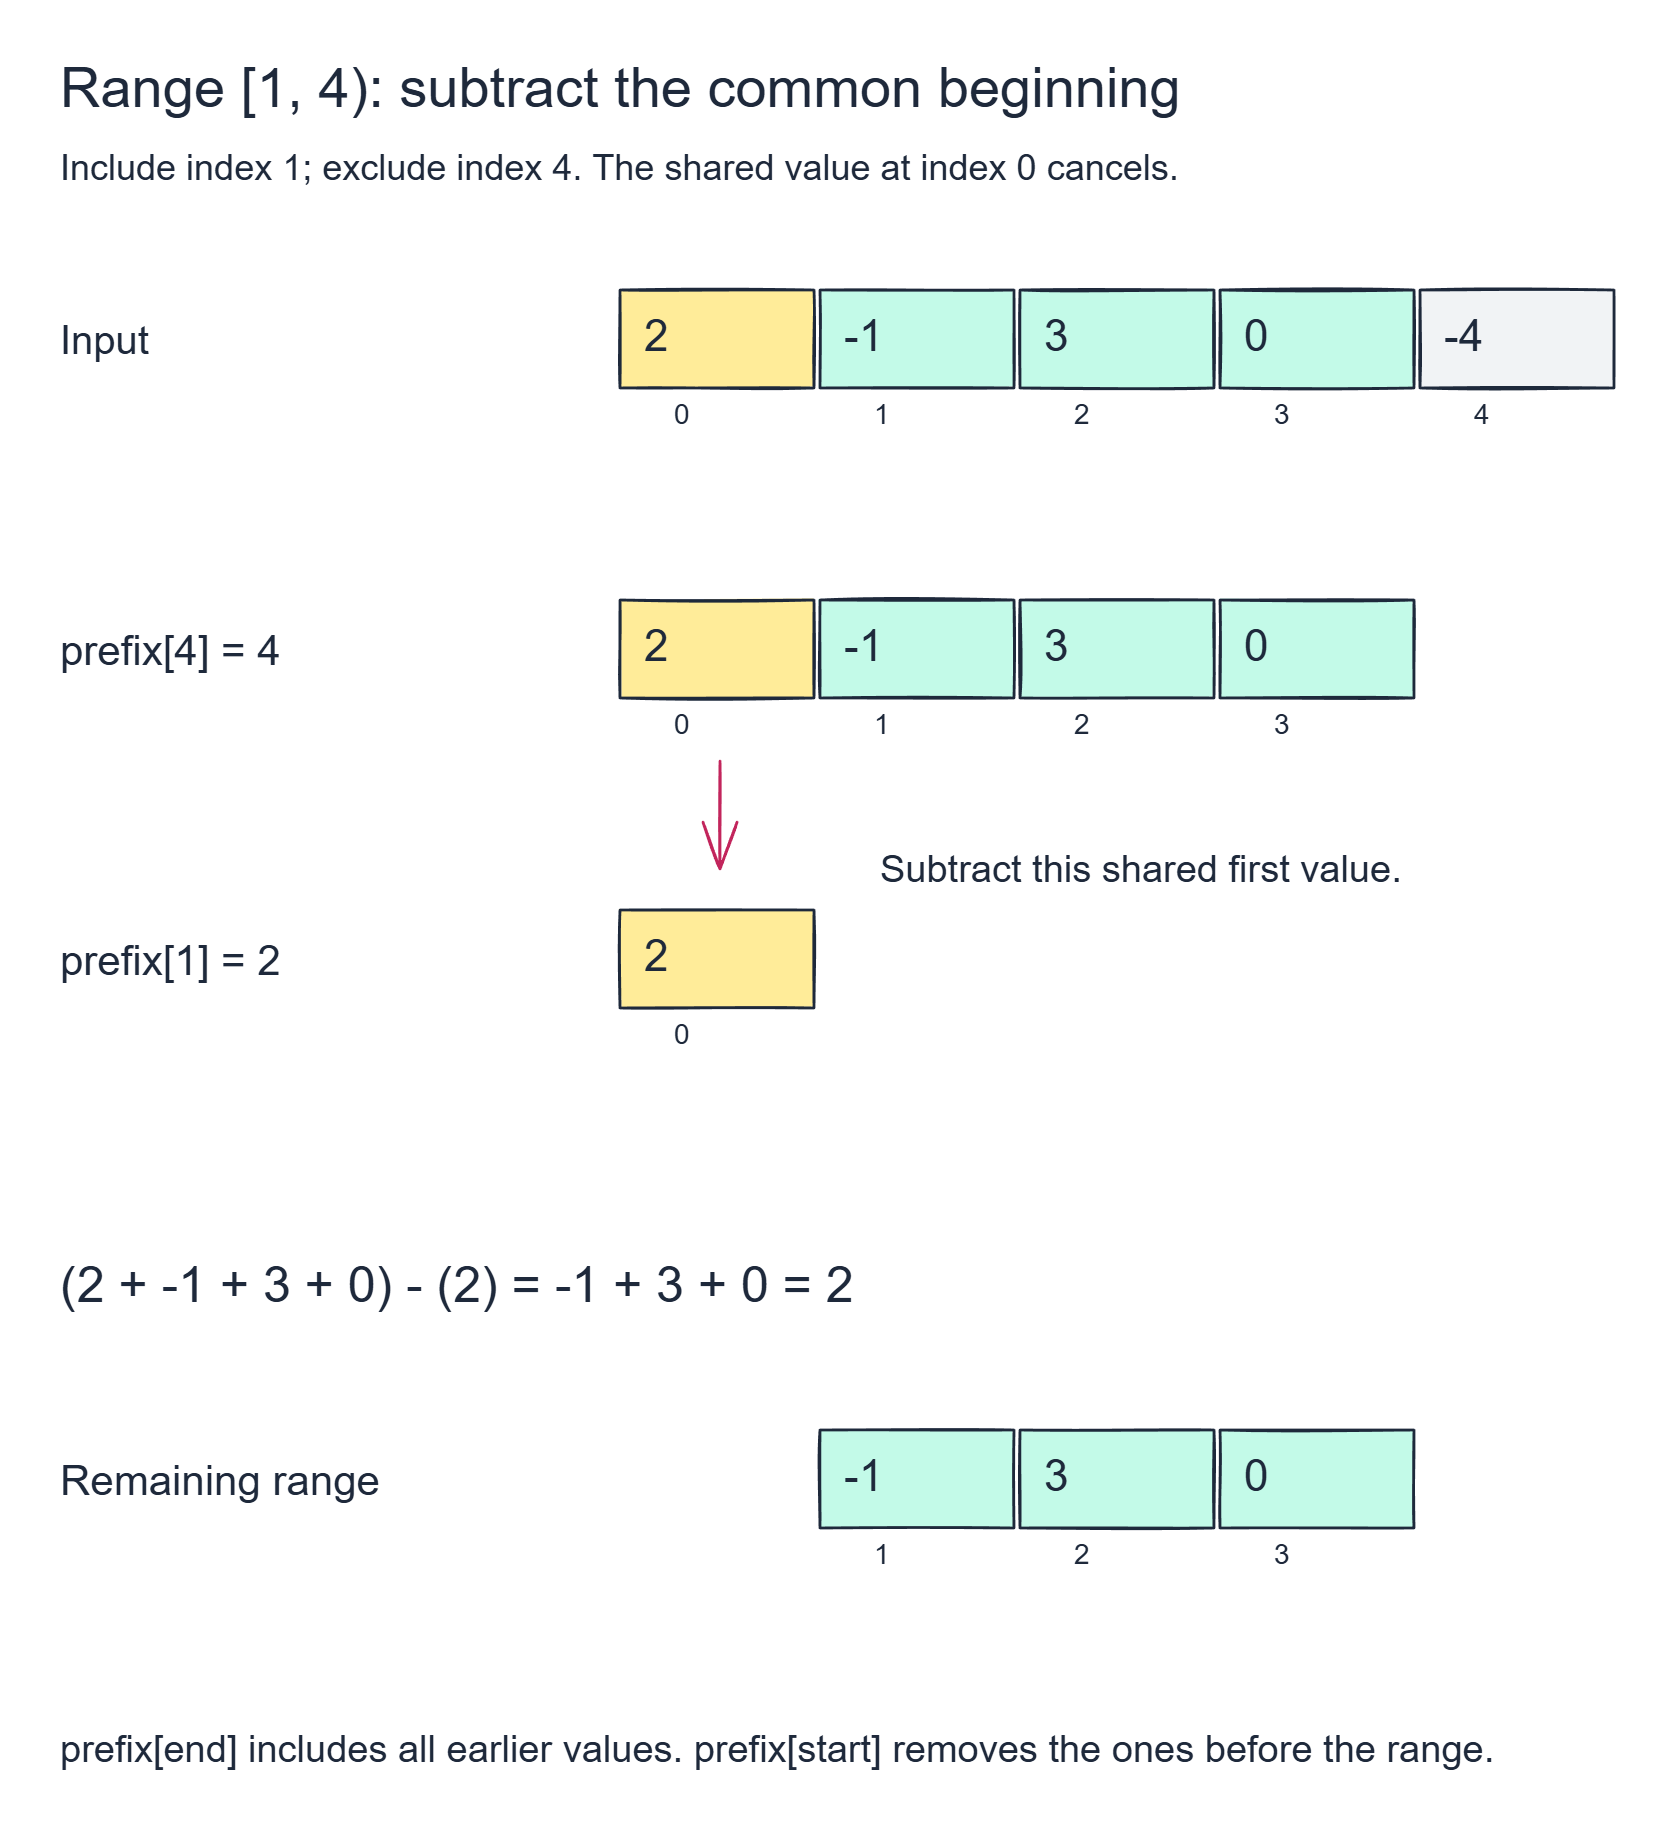 Range [1, 4): subtract the common beginning
Include index 1; exclude index 4. The shared value at index 0 cancels.
Input 2 -1 3 0 -4
0 1 2 3 4
prefix[4] = 4 2 -1 3 0
0 1 2 3
Subtract this shared first value.
prefix[1] = 2 2
0
(2 + -1 + 3 + 0) - (2) = -1 + 3 + 0 = 2
Remaining range -1 3 0
1 2 3
prefix[end] includes all earlier values. prefix[start] removes the ones before the range.